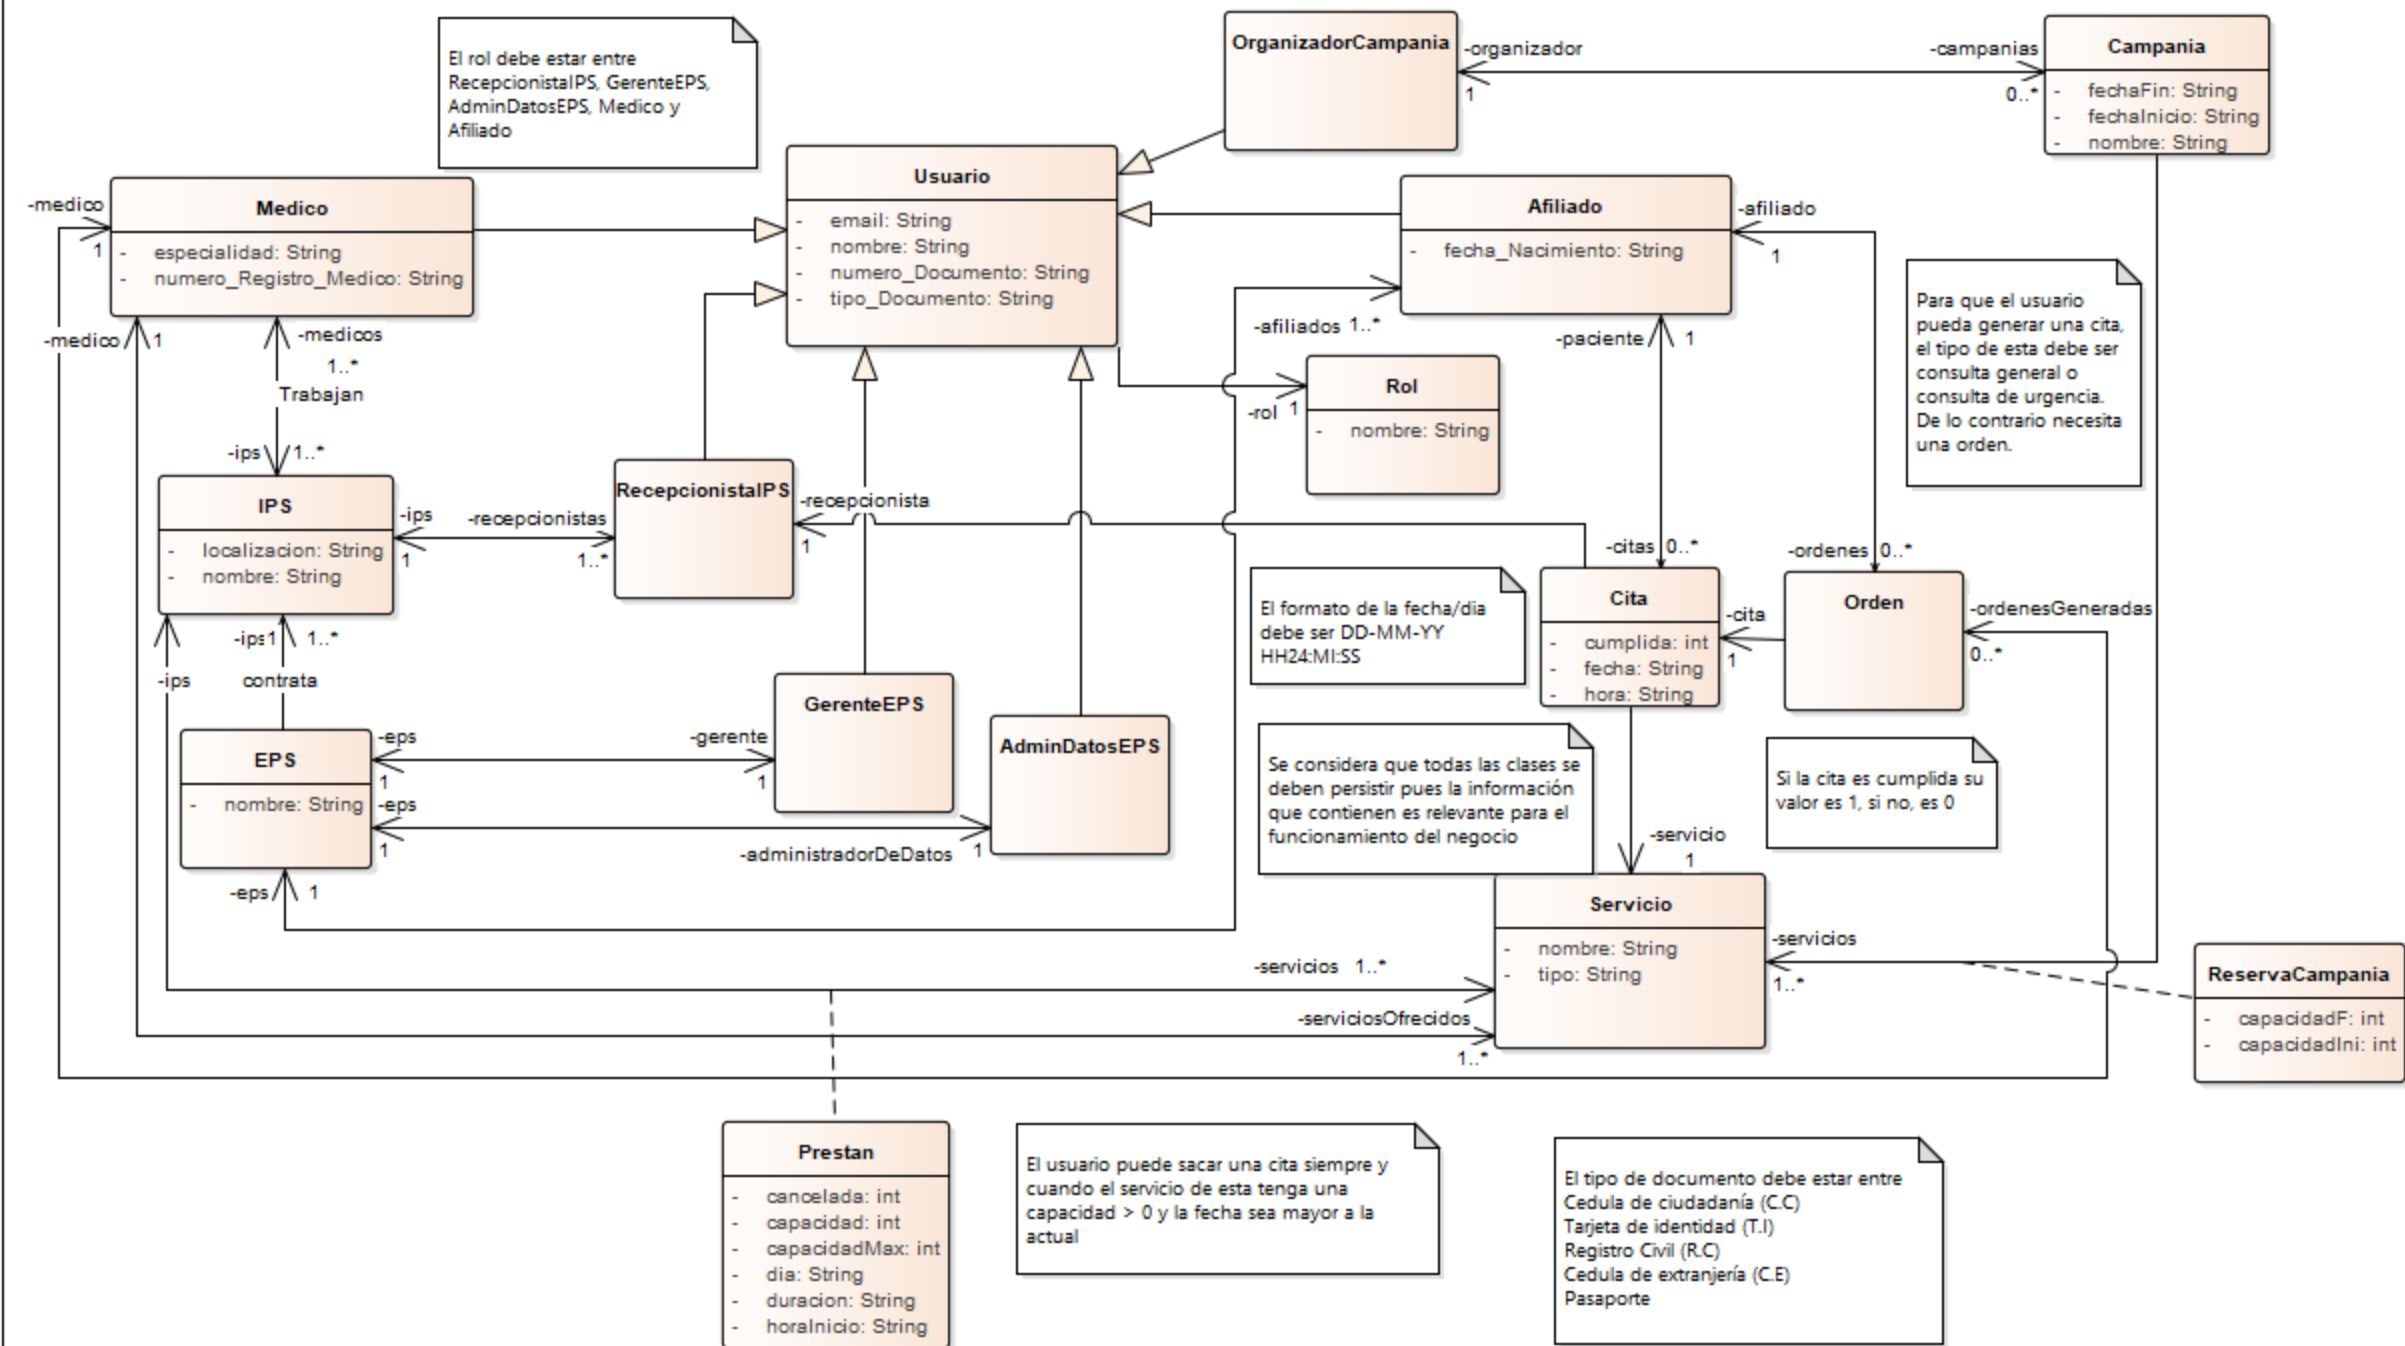 El rol debe estar entre
RecepcionistaIPS, GerenteEPS,
AdminDatosEPS, Medico y
Afiliado
OrganizadorCampania
-organizador
1
-campanias
0..*
Campania
- fechaFin: String
- fechaInicio: String
- nombre: String
Usuario
- email: String
- nombre: String
- numero_Documento: String
- tipo_Documento: String
-medico
1
Medico
- especialidad: String
- numero_Registro_Medico: String
Afiliado
- fecha_Nacimiento: String
-afiliado
1
-medico
1
-medicos
1..*
Trabajan
-ips
1..*
-afiliados 1..*
-paciente
1
Para que el usuario
pueda generar una cita,
el tipo de esta debe ser
consulta general o
consulta de urgencia.
De lo contrario necesita
una orden.
-rol
1
Rol
- nombre: String
IPS
- localizacion: String
- nombre: String
-ips
1
-recepcionistas
1..*
RecepcionistaIPS
-recepcionista
1
-citas
0..*
-ordenes
0..*
El formato de la fecha/dia
debe ser DD-MM-YY
HH24:MI:SS
Cita
- cumplida: int
- fecha: String
- hora: String
-cita
1
Orden
-ordenesGeneradas
0..*
-ips1
1..*
-ips
contrata
EPS
- nombre: String
-eps
1
-gerente
1
GerenteEPS
-eps
1
-administradorDeDatos
1
AdminDatosEPS
-eps
1
Se considera que todas las clases se
deben persistir pues la información
que contienen es relevante para el
funcionamiento del negocio
Si la cita es cumplida su
valor es 1, si no, es 0
-servicio
1
Servicio
- nombre: String
- tipo: String
-servicios
1..*
-servicios 1..*
-serviciosOfrecidos
1..*
ReservaCampania
- capacidadF: int
- capacidadIni: int
Prestan
- cancelada: int
- capacidad: int
- capacidadMax: int
- dia: String
- duracion: String
- horaInicio: String
El usuario puede sacar una cita siempre y
cuando el servicio de esta tenga una
capacidad > 0 y la fecha sea mayor a la
actual
El tipo de documento debe estar entre
Cedula de ciudadanía (C.C)
Tarjeta de identidad (T.I)
Registro Civil (R.C)
Cedula de extranjería (C.E)
Pasaporte